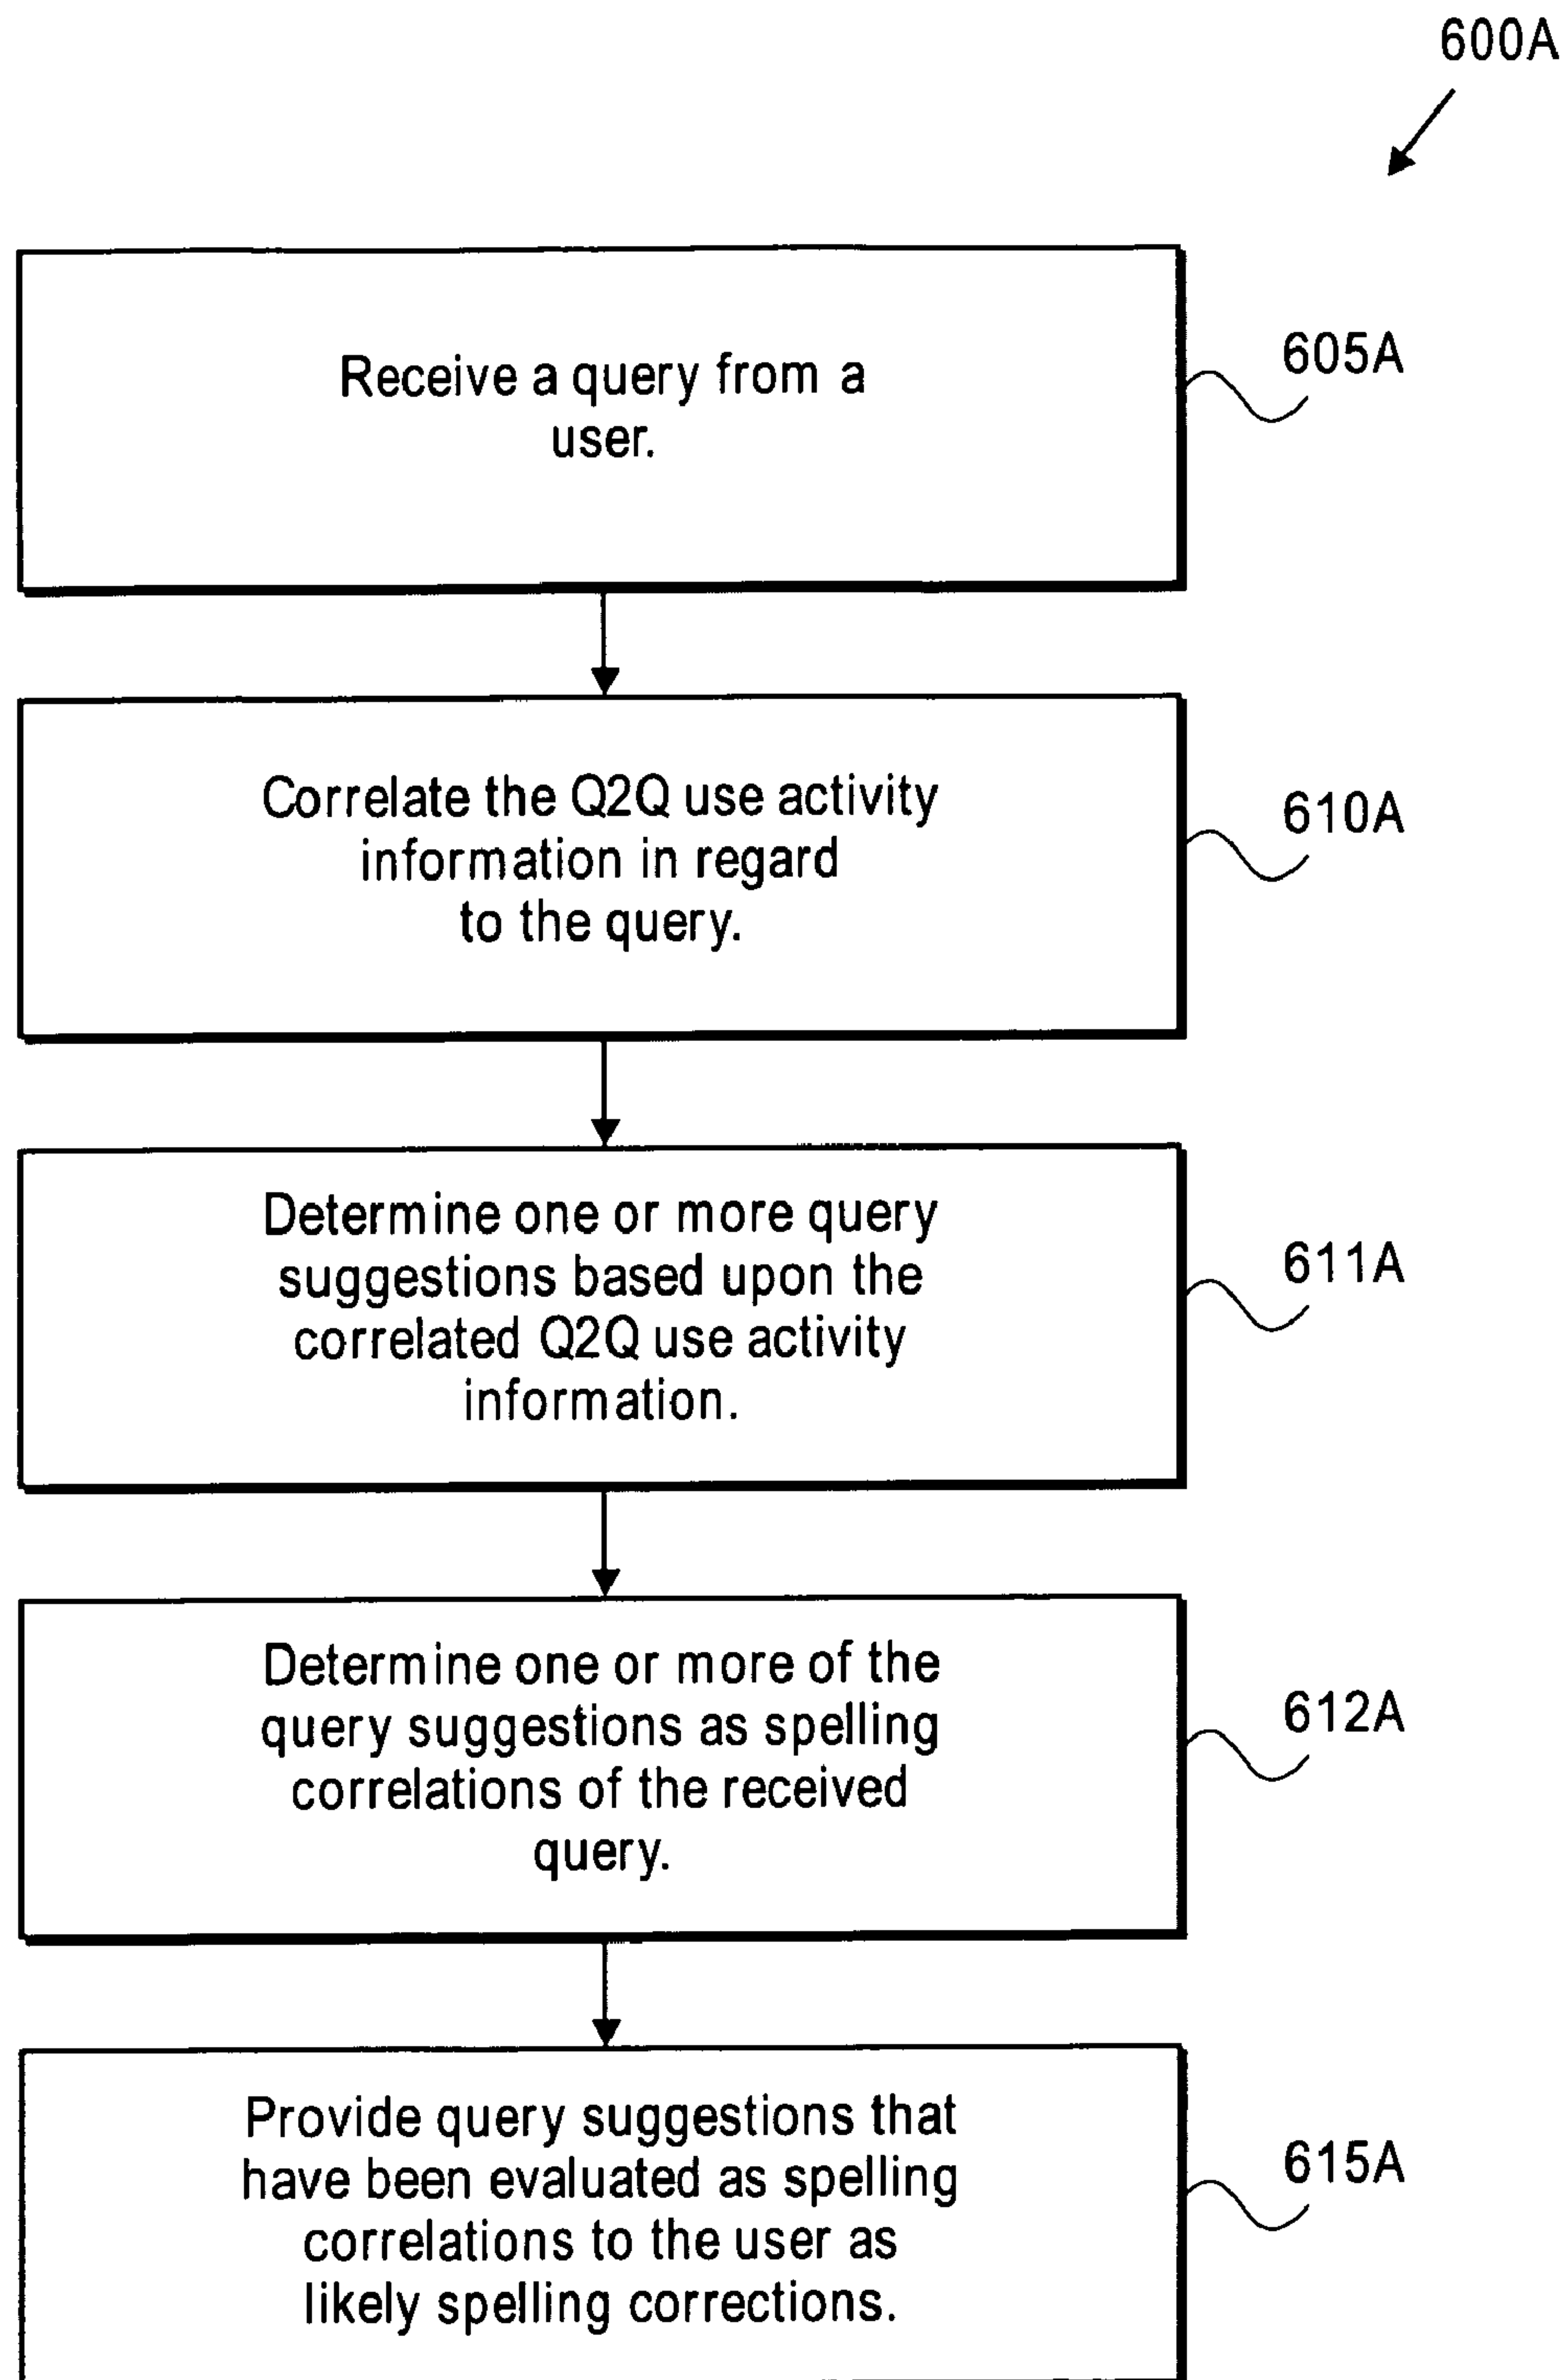 600A
Receive a query from a
user.
605A
Correlate the Q2Q use activity
information in regard
to the query.
610A
Determine one or more query
suggestions based upon the
correlated Q2Q use activity
information.
611A
Determine one or more of the
query suggestions as spelling
correlations of the received
query.
612A
Provide query suggestions that
have been evaluated as spelling
correlations to the user as
likely spelling corrections.
615A